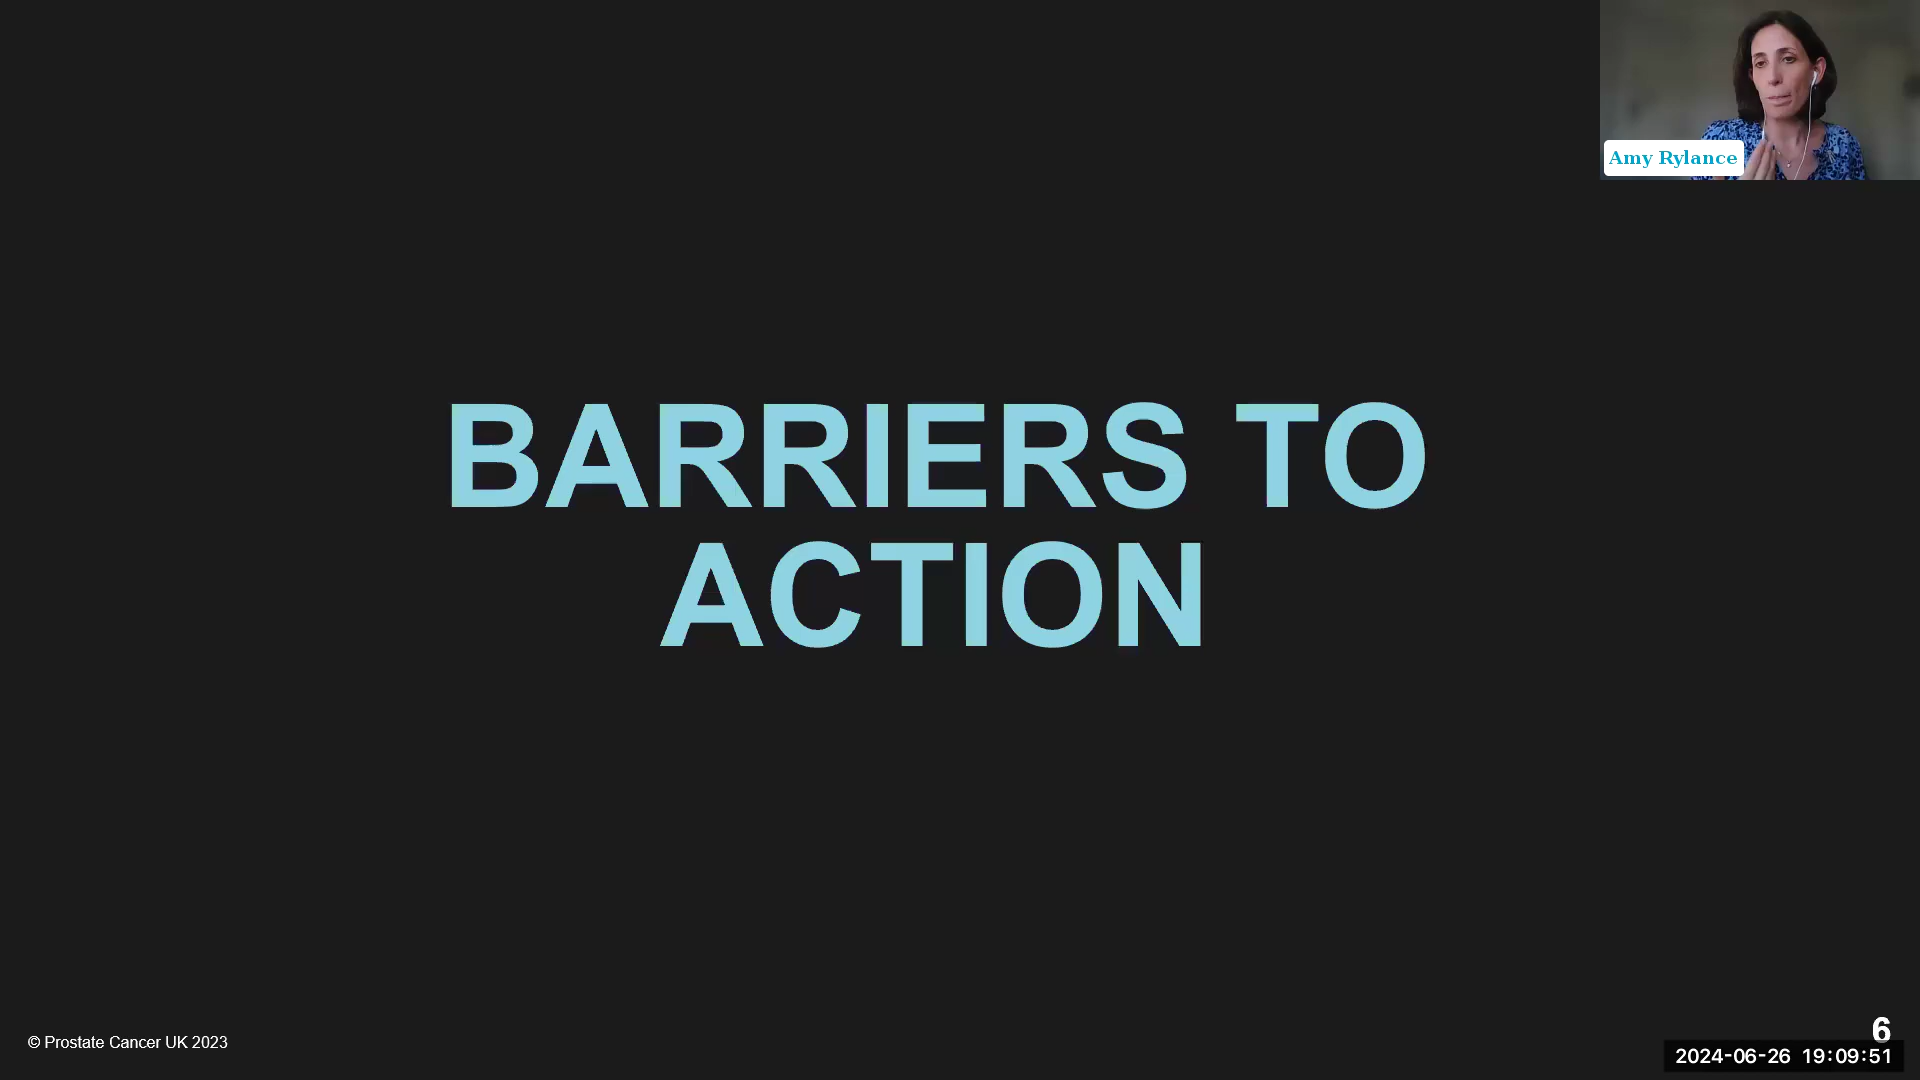 Amy Rylance
BARRIERS TO
ACTION
© Prostate Cancer UK 2023
6
2024-06-26 19:09:51